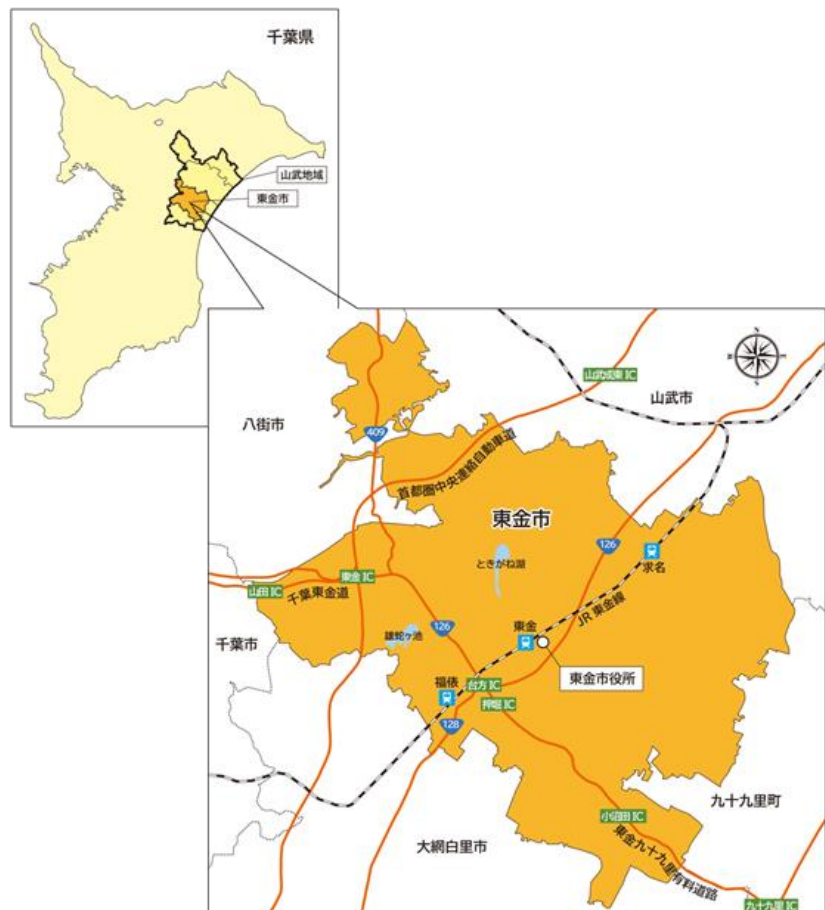 千葉県
山武地域
東金市
N
山武成東IC
山武市
八街市
409
首都圏中央連絡自動車道
東金市
ときがね湖
126
求名
東金IC
山田IC
千葉東金道
JR東金線
126
東金
雄蛇ヶ池
千葉市
東金市役所
福俵
台方IC
押堀IC
128
九十九里町
小沼田IC
大網白里市
東金九十九里有料道路
九十九里IC